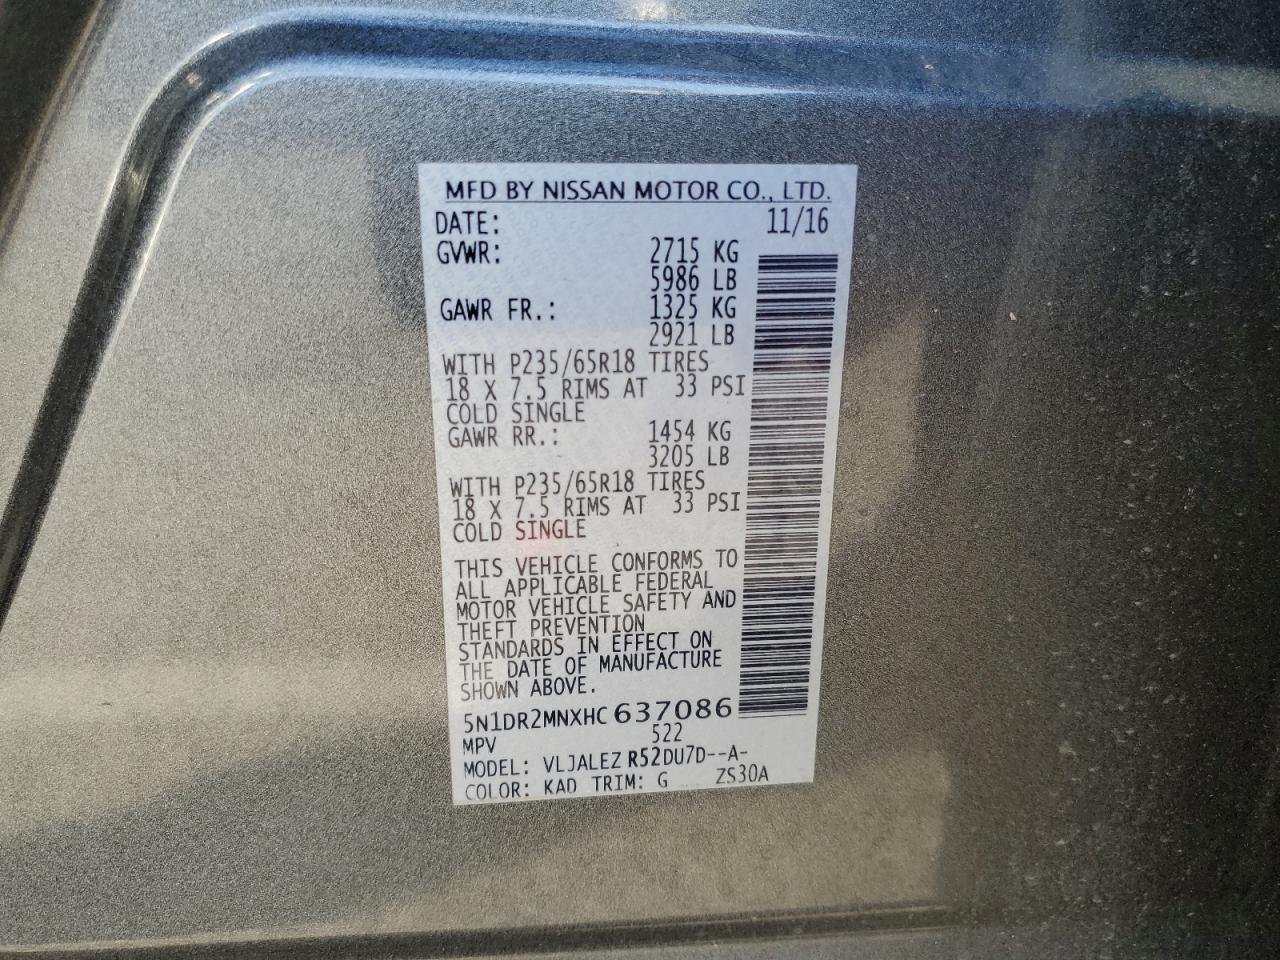 MFD BY NISSAN MOTOR CO., LTD.
DATE: 11/16
GVWR: 2715 KG
5986 LB
GAWR FR.: 1325 KG
2921 LB
WITH P235/65R18 TIRES
18 X 7.5 RIMS AT 33 PSI
COLD SINGLE
GAWR RR.: 1454 KG
3205 LB
WITH P235/65R18 TIRES
18 X 7.5 RIMS AT 33 PSI
COLD SINGLE
THIS VEHICLE CONFORMS TO
ALL APPLICABLE FEDERAL
MOTOR VEHICLE SAFETY AND
THEFT PREVENTION
STANDARDS IN EFFECT ON
THE DATE OF MANUFACTURE
SHOWN ABOVE.
5N1DR2MNXHC637086
MPV 522
MODEL: VLJALEZ R52DU7D--A-
COLOR: KAD TRIM: G ZS30A